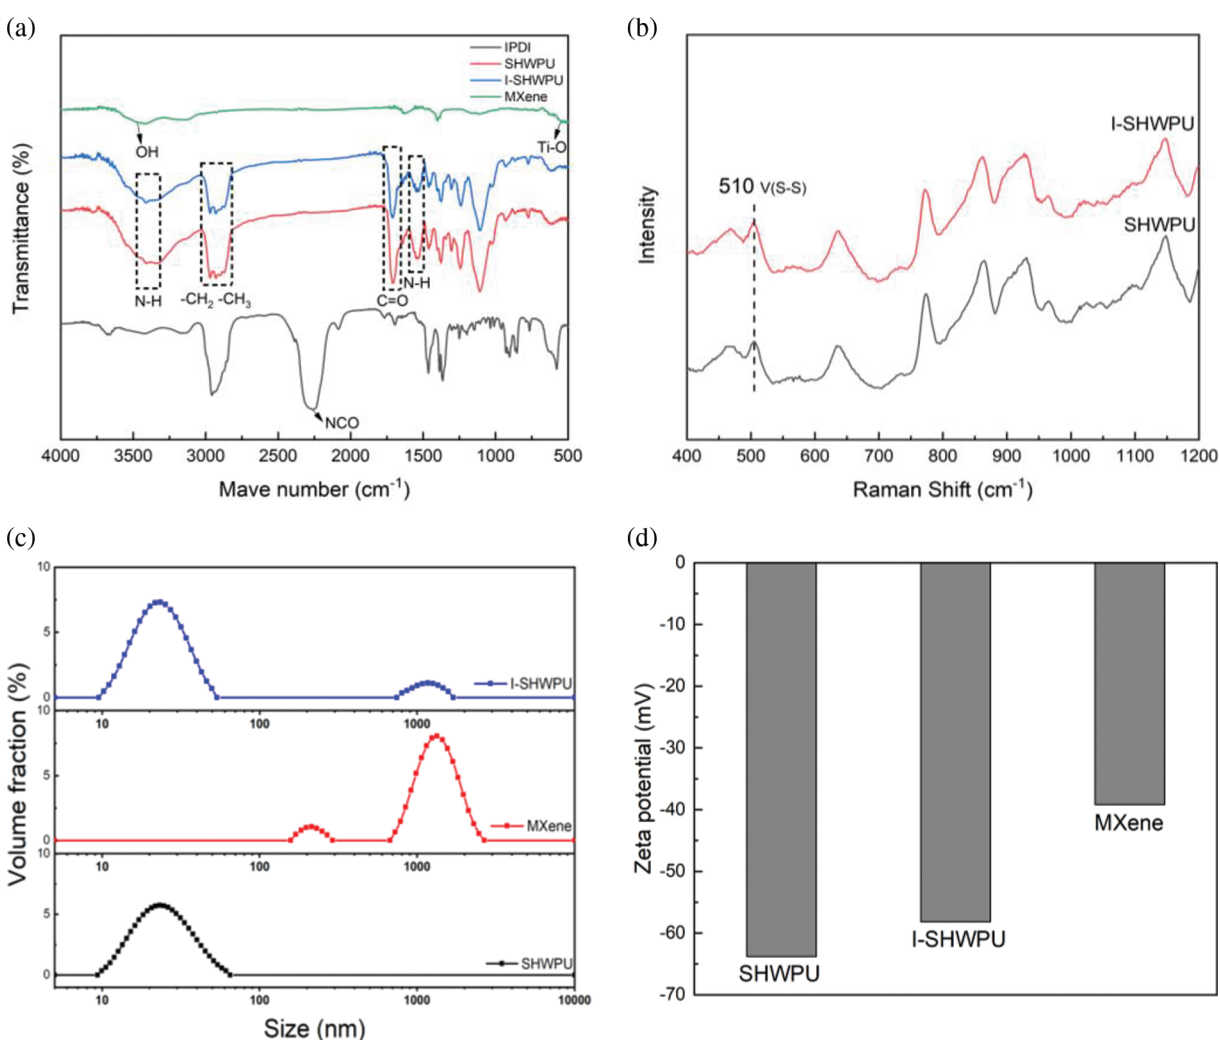 (a)
IPDI
SHWPU
I-SHWPU
MXene
OH
Ti-O
N-H
-CH₂ -CH₃
C=O
N-H
NCO
Transmittance (%)
4000 3500 3000 2500 2000 1500 1000 500
Mave number (cm⁻¹)
(b)
I-SHWPU
510 V(S-S)
SHWPU
Intensity
400 500 600 700 800 900 1000 1100 1200
Raman Shift (cm⁻¹)
(c)
10
5
0
I-SHWPU
10 100 1000
10
5
0
MXene
10 100 1000
10
5
0
SHWPU
10 100 1000 10000
Volume fraction (%)
Size (nm)
(d)
0
-10
-20
-30
-40
-50
-60
-70
Zeta potential (mV)
SHWPU
I-SHWPU
MXene